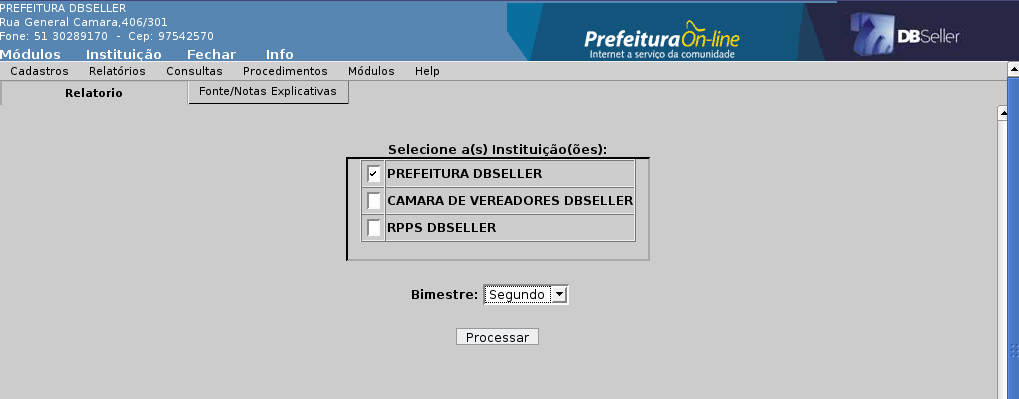 PREFEITURA DBSELLER
Rua General Camara,406/301
Fone: 51 30289170 - Cep: 97542570
Módulos Instituição Fechar Info
PrefeituraOn-line
Internet a serviço da comunidade
DBSeller
Cadastros Relatórios Consultas Procedimentos Módulos Help
Relatorio Fonte/Notas Explicativas
Selecione a(s) Instituição(ões):
PREFEITURA DBSELLER
CAMARA DE VEREADORES DBSELLER
RPPS DBSELLER
Bimestre: Segundo
Processar